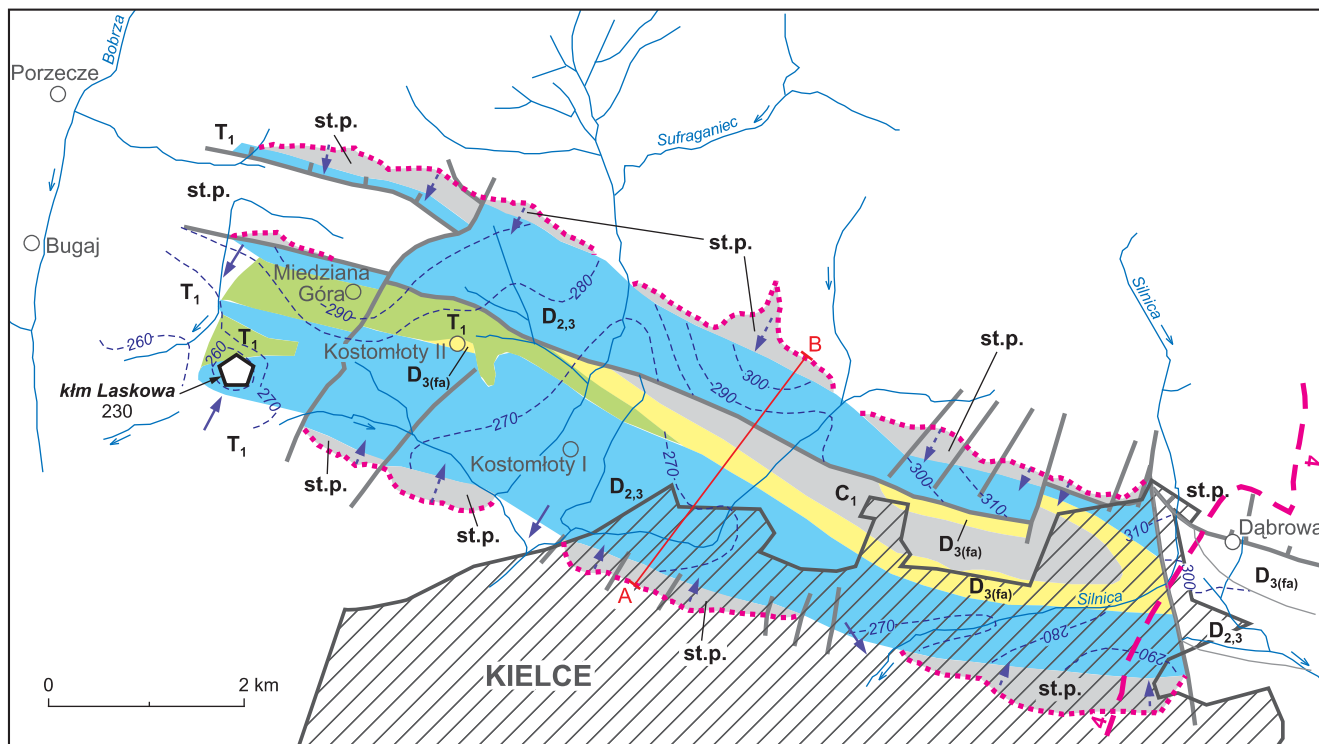 Bobrza
Porzecze
T1
st.p.
Sufraganiec
st.p.
st.p.
Bugaj
Silnica
Miedziana
Góra
280
290
D2,3
T1
260
T1
T1
Kostomłoty II
B
300
290
st.p.
260
D3(fa)
kłm Laskowa
230
270
270
T1
Kostomłoty I
270
4
st.p.
D2,3
300
310
C1
st.p.
st.p.
310
Dąbrowa
D3(fa)
300
D3(fa)
A
D3(fa)
Silnica
270
280
D2,3
st.p.
290
KIELCE
st.p.
0
2 km
4